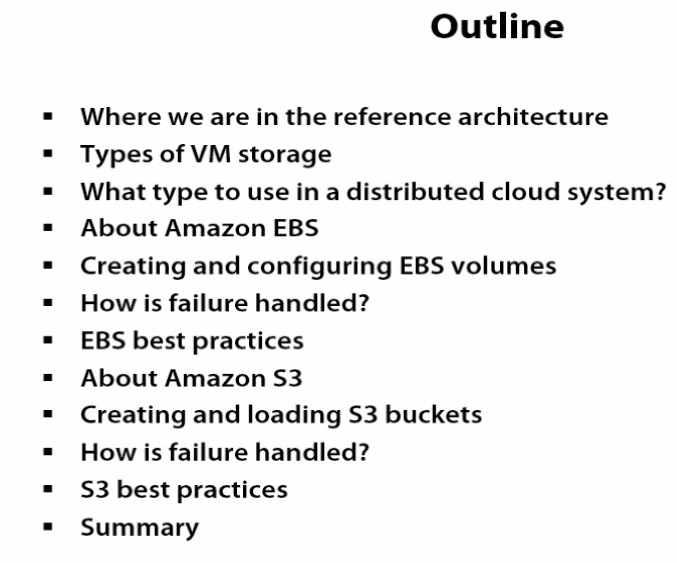 Outline
▪ Where we are in the reference architecture
▪ Types of VM storage
▪ What type to use in a distributed cloud system?
▪ About Amazon EBS
▪ Creating and configuring EBS volumes
▪ How is failure handled?
▪ EBS best practices
▪ About Amazon S3
▪ Creating and loading S3 buckets
▪ How is failure handled?
▪ S3 best practices
▪ Summary